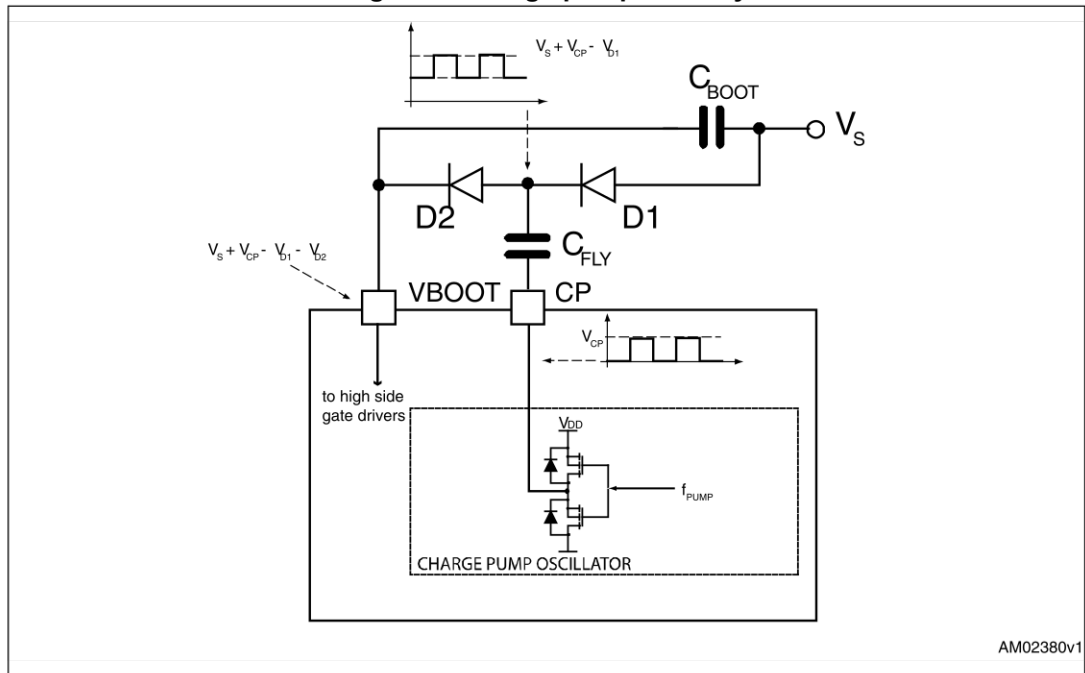 V_S + V_CP - V_D1
C_BOOT
V_S
D2
D1
C_FLY
V_S + V_CP - V_D1 - V_D2
VBOOT
CP
V_CP
to high side
gate drivers
VDD
f_PUMP
CHARGE PUMP OSCILLATOR
AM02380v1